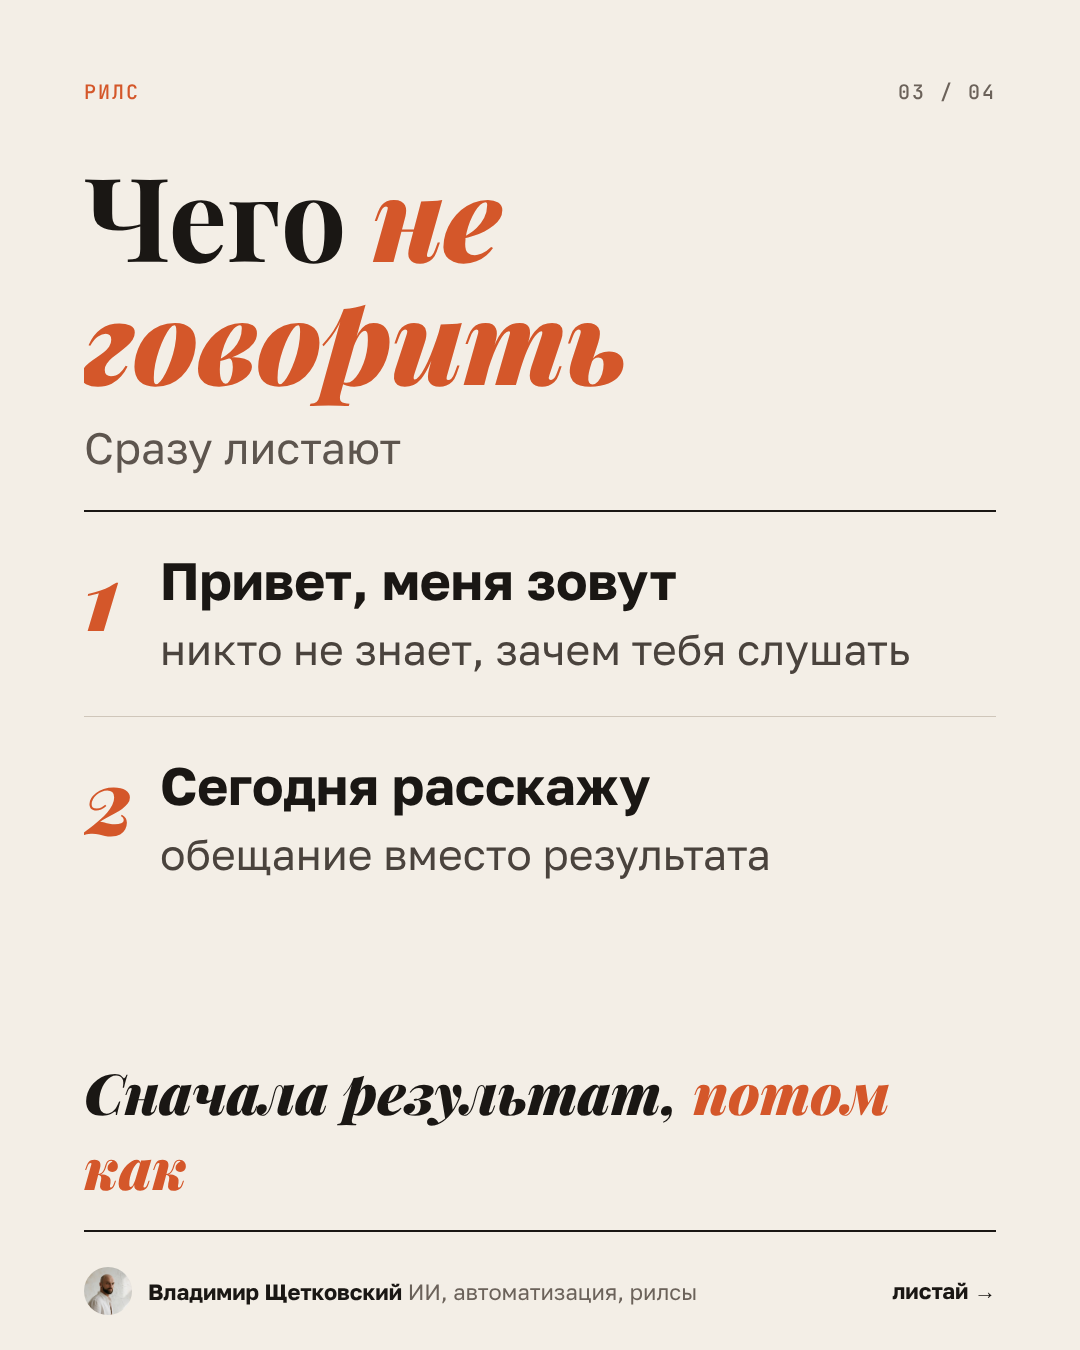 РИЛС
03 / 04
Чего не
говорить
Сразу листают
1
Привет, меня зовут
никто не знает, зачем тебя слушать
2
Сегодня расскажу
обещание вместо результата
Сначала результат, потом
как
Владимир Щетковский ИИ, автоматизация, рилсы
листай →